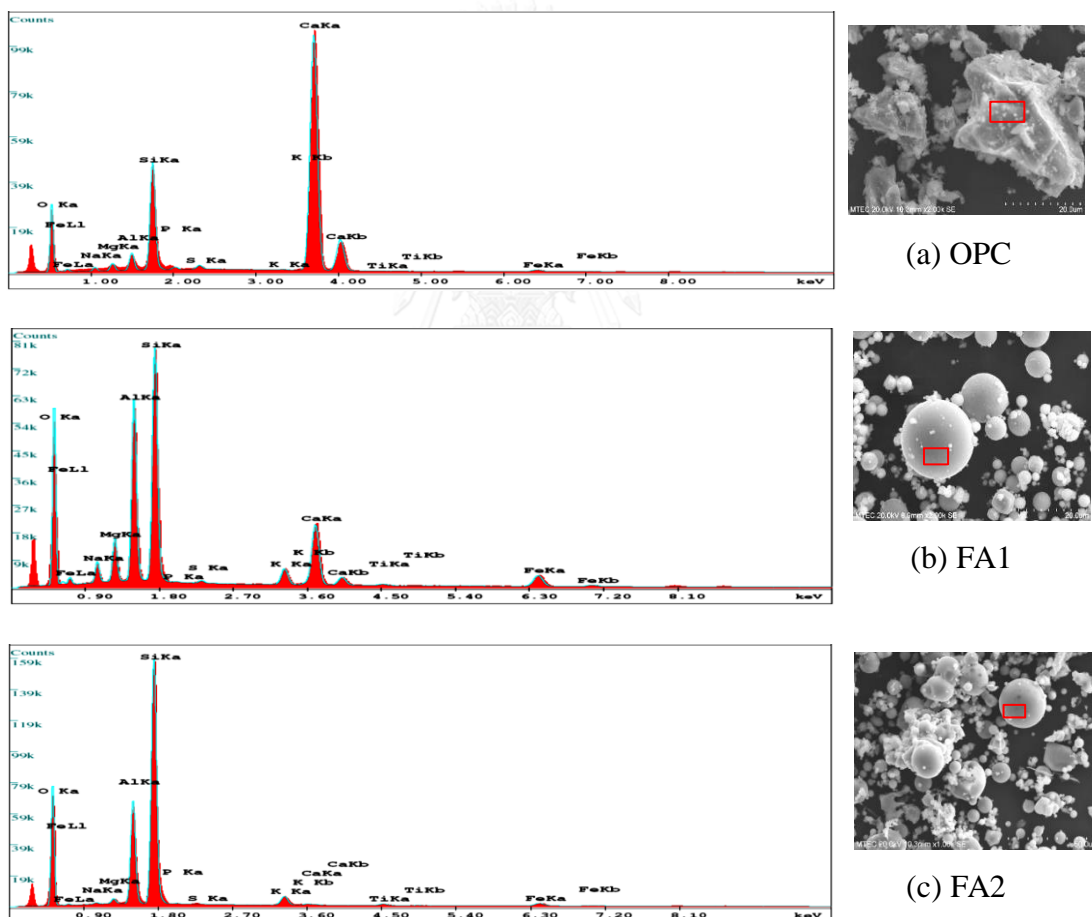 Counts
99k
79k
59k
39k
19k
CaKa
K Kb
SiKa
O Ka
FeLl
P Ka
AlKa
MgKa
NaKa
FeLa
S Ka
K Ka
CaKb
TiKa
TiKb
FeKa
FeKb
1.00 2.00 3.00 4.00 5.00 6.00 7.00 8.00 keV
(a) OPC
Counts
81k
72k
63k
54k
45k
36k
27k
18k
9k
SiKa
AlKa
O Ka
FeLl
MgKa
NaKa
FeLa
P Ka
S Ka
CaKa
K Kb
K Ka
CaKb
TiKa
TiKb
FeKa
FeKb
0.90 1.80 2.70 3.60 4.50 5.40 6.30 7.20 8.10 keV
(b) FA1
Counts
159k
139k
119k
99k
79k
59k
39k
19k
SiKa
AlKa
O Ka
FeLl
MgKa
NaKa
FeLa
P Ka
S Ka
CaKb
CaKa
K Kb
K Ka
TiKb
TiKa
FeKb
FeKa
0.90 1.80 2.70 3.60 4.50 5.40 6.30 7.20 8.10 keV
(c) FA2